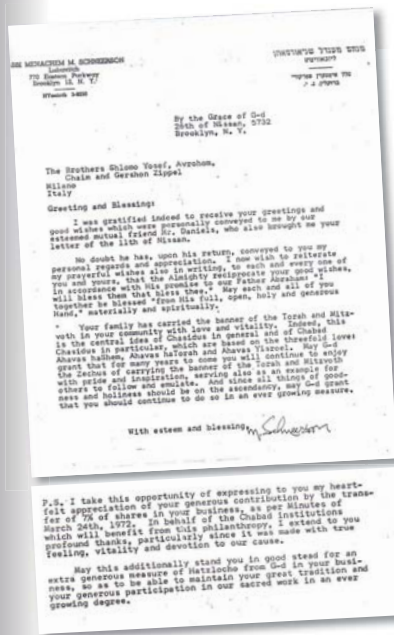 MENACHEM M. SCHNEERSON
Lubavitch
770 Eastern Parkway
Brooklyn 13, N. Y.
מנחם מענדל שניאורסאהן
ליובאוויטש
By the Grace of G-d
26th of Nissan, 5732
Brooklyn, N. Y.
The Brothers Shlomo Yosef, Avrohom,
Chaim and Gershon Zippel
Milano
Italy
Greeting and Blessing:
I was gratified indeed to receive your greetings and
good wishes which were personally conveyed to me by our
esteemed mutual friend Mr. Daniels, who also brought me your
letter of the 11th of Nissan.
No doubt he has, upon his return, conveyed to you my
personal regards and appreciation. I now wish to reiterate
my prayerful wishes also in writing, to each and every one of
you and yours, that the Almighty reciprocate your good wishes,
in accordance with His promise to our Father Abraham: "I
will bless them that bless thee." May each and all of you
together be blessed "from His full, open, holy and generous
Hand," materially and spiritually.
Your family has carried the banner of the Torah and Mitz-
voth in your community with love and vitality. Indeed, this
is the central idea of Chasidus in general and of Chabad
Chasidus in particular, which are based on the threefold love:
Ahavas haShem, Ahavas haTorah and Ahavas Yisroel. May G-d
grant that for many years to come you will continue to enjoy
the Zechus of carrying the banner of the Torah and Mitzvoth
with pride and inspiration, serving also as an example for
others to follow and emulate. And since all things of good-
ness and holiness should be on the ascendancy, may G-d grant
that you should continue to do so in an ever growing measure.
With esteem and blessing, M Schneerson
P.S. I take this opportunity of expressing to you my heart-
felt appreciation of your generous contribution by the trans-
fer of 7% of shares in your business, as per Minutes of
March 24th, 1972. In behalf of the Chabad institutions
which will benefit from this philanthropy, I extend to you
profound thanks, particularly since it was made with true
feeling, vitality and devotion to our cause.
May this additionally stand you in good stead for an
extra generous measure of Hatzlocho from G-d in your busi-
ness, so as to be able to maintain your great tradition and
your generous participation in our sacred work in an ever
growing degree.